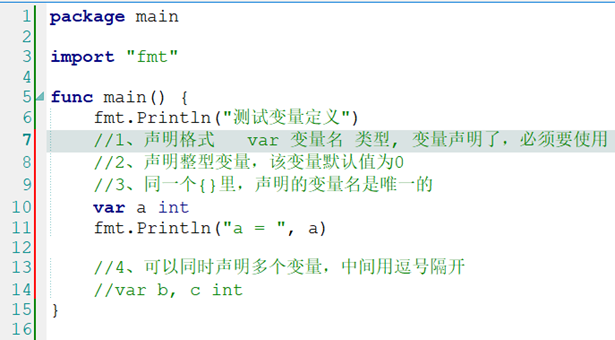 1 package main
2
3 import "fmt"
4
5 func main() {
6     fmt.Println("测试变量定义")
7     //1、声明格式   var 变量名 类型, 变量声明了，必须要使用
8     //2、声明整型变量，该变量默认值为0
9     //3、同一个{}里，声明的变量名是唯一的
10     var a int
11     fmt.Println("a = ", a)
12
13     //4、可以同时声明多个变量，中间用逗号隔开
14     //var b, c int
15 }
16